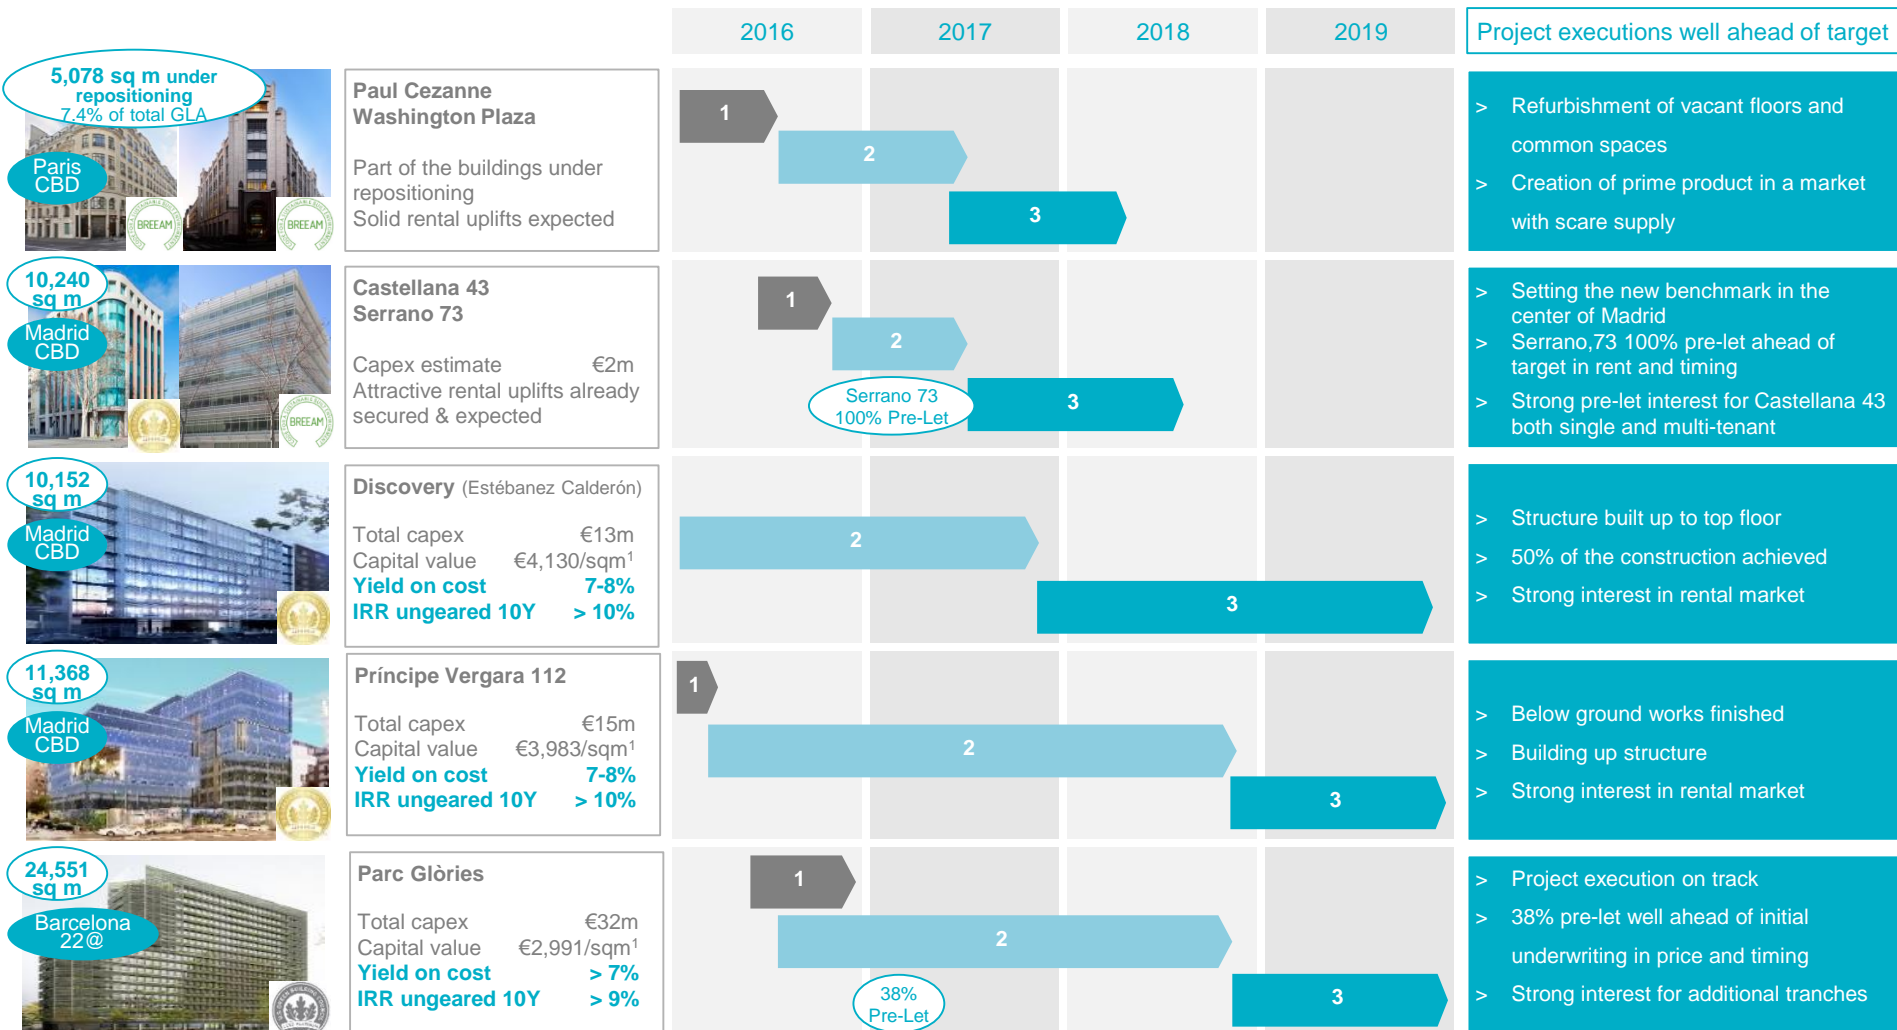 2016
2017
2018
2019
Project executions well ahead of target
5,078 sq m under
repositioning
7.4% of total GLA
Paris
CBD
BREEAM
BREEAM
Paul Cezanne
Washington Plaza
Part of the buildings under
repositioning
Solid rental uplifts expected
1
2
3
> Refurbishment of vacant floors and
common spaces
> Creation of prime product in a market
with scare supply
10,240
sq m
Madrid
CBD
BREEAM
Castellana 43
Serrano 73
Capex estimate €2m
Attractive rental uplifts already
secured & expected
1
2
Serrano 73
100% Pre-Let
3
> Setting the new benchmark in the
center of Madrid
> Serrano,73 100% pre-let ahead of
target in rent and timing
> Strong pre-let interest for Castellana 43
both single and multi-tenant
10,152
sq m
Madrid
CBD
Discovery (Estébanez Calderón)
Total capex €13m
Capital value €4,130/sqm¹
Yield on cost 7-8%
IRR ungeared 10Y > 10%
2
3
> Structure built up to top floor
> 50% of the construction achieved
> Strong interest in rental market
11,368
sq m
Madrid
CBD
Príncipe Vergara 112
Total capex €15m
Capital value €3,983/sqm¹
Yield on cost 7-8%
IRR ungeared 10Y > 10%
1
2
3
> Below ground works finished
> Building up structure
> Strong interest in rental market
24,551
sq m
Barcelona
22@
Parc Glòries
Total capex €32m
Capital value €2,991/sqm¹
Yield on cost > 7%
IRR ungeared 10Y > 9%
1
2
38%
Pre-Let
3
> Project execution on track
> 38% pre-let well ahead of initial
underwriting in price and timing
> Strong interest for additional tranches